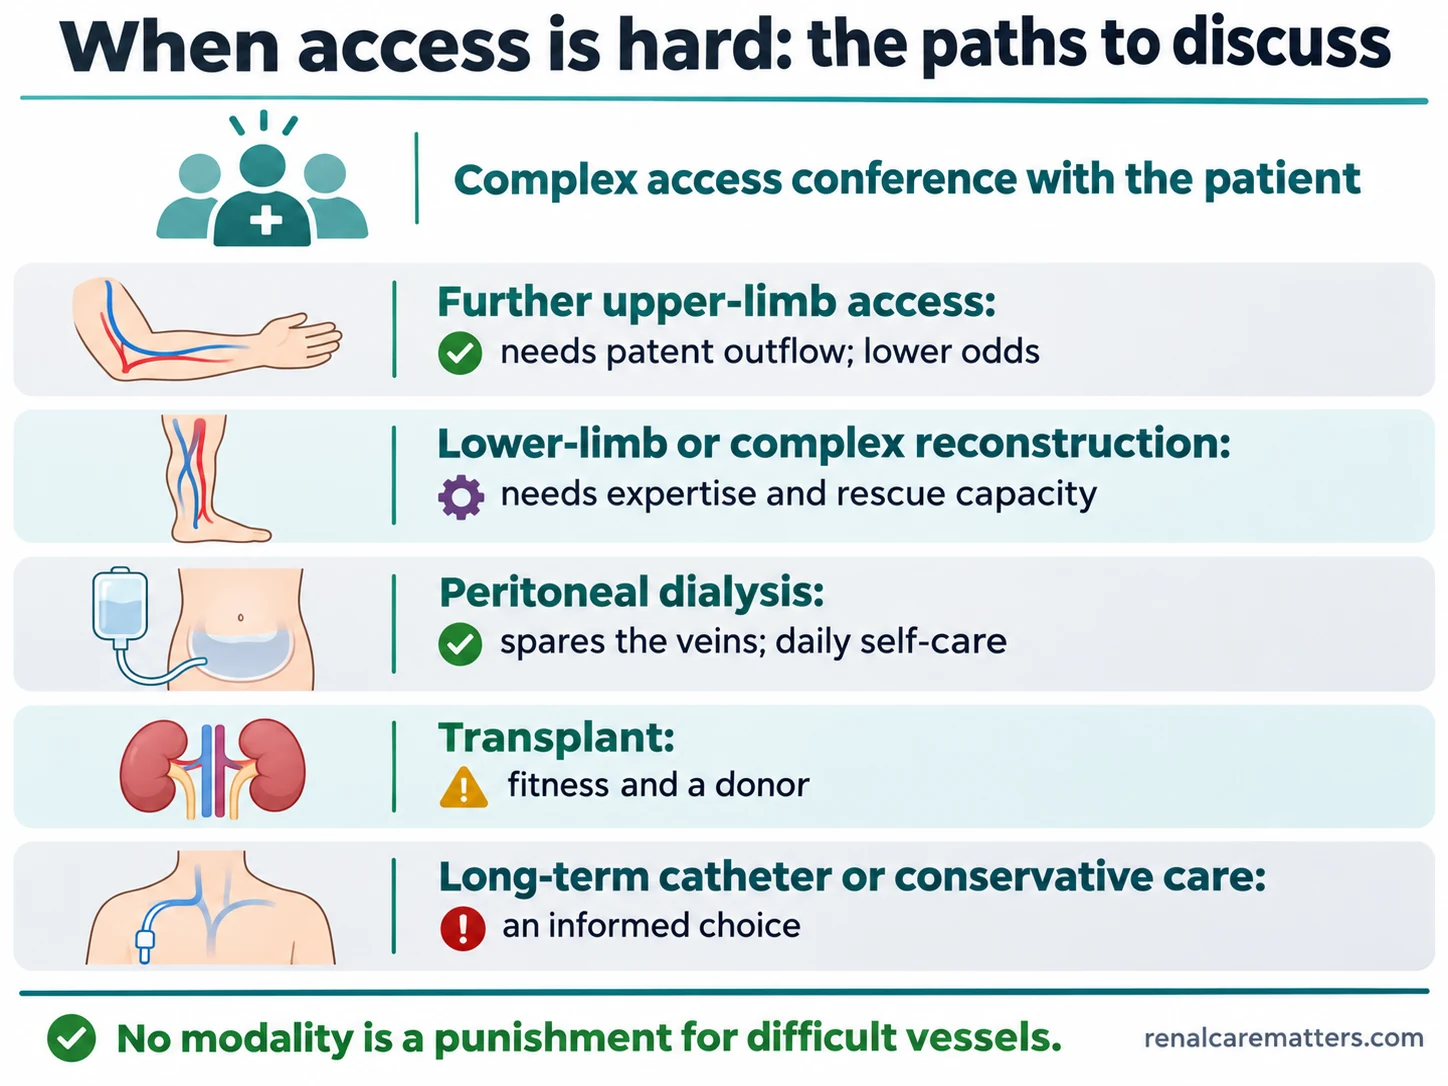 When access is hard: the paths to discuss
Complex access conference with the patient
Further upper-limb access:
needs patent outflow; lower odds
Lower-limb or complex reconstruction:
needs expertise and rescue capacity
Peritoneal dialysis:
spares the veins; daily self-care
Transplant:
fitness and a donor
Long-term catheter or conservative care:
an informed choice
No modality is a punishment for difficult vessels.
renalcarematters.com